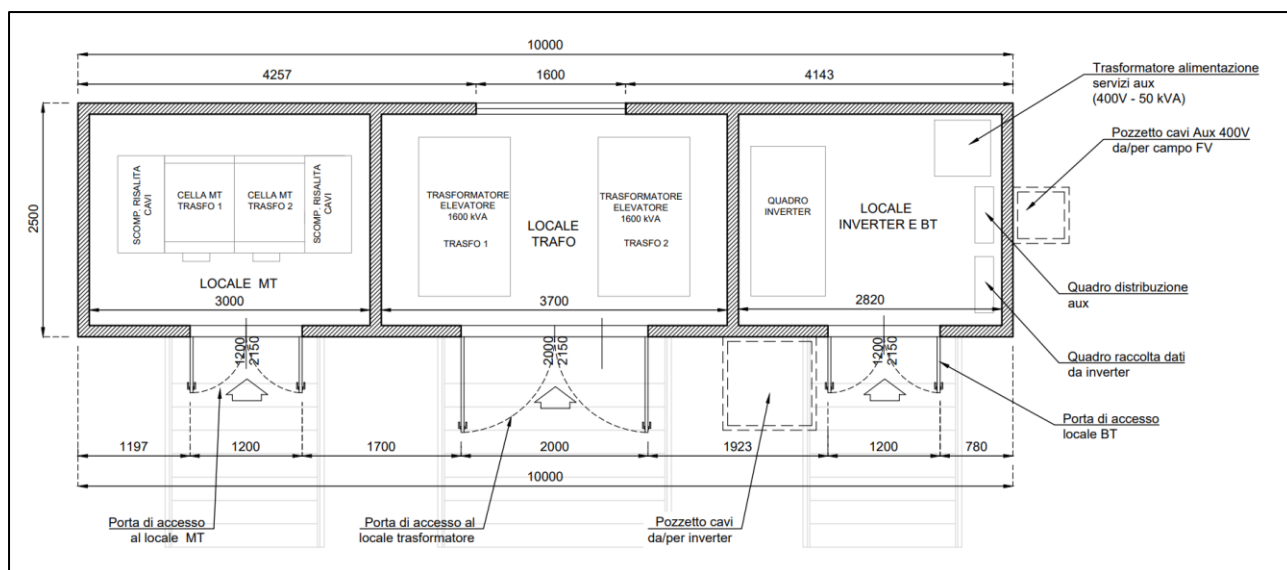 10000
4257
1600
4143
Trasformatore alimentazione
servizi aux
(400V - 50 kVA)
Pozzetto cavi Aux 400V
da/per campo FV
2500
SCOMP. RISALITA
CAVI
CELLA MT
TRASFO 1
CELLA MT
TRASFO 2
SCOMP. RISALITA
CAVI
LOCALE MT
3000
TRASFORMATORE
ELEVATORE
1600 kVA
TRASFO 1
LOCALE
TRAFO
TRASFORMATORE
ELEVATORE
1600 kVA
TRASFO 2
3700
QUADRO
INVERTER
LOCALE
INVERTER E BT
2820
Quadro distribuzione
aux
Quadro raccolta dati
da inverter
1200
2150
2000
2150
1200
2150
Porta di accesso
locale BT
1197
1200
1700
2000
1923
1200
780
10000
Porta di accesso
al locale MT
Porta di accesso al
locale trasformatore
Pozzetto cavi
da/per inverter